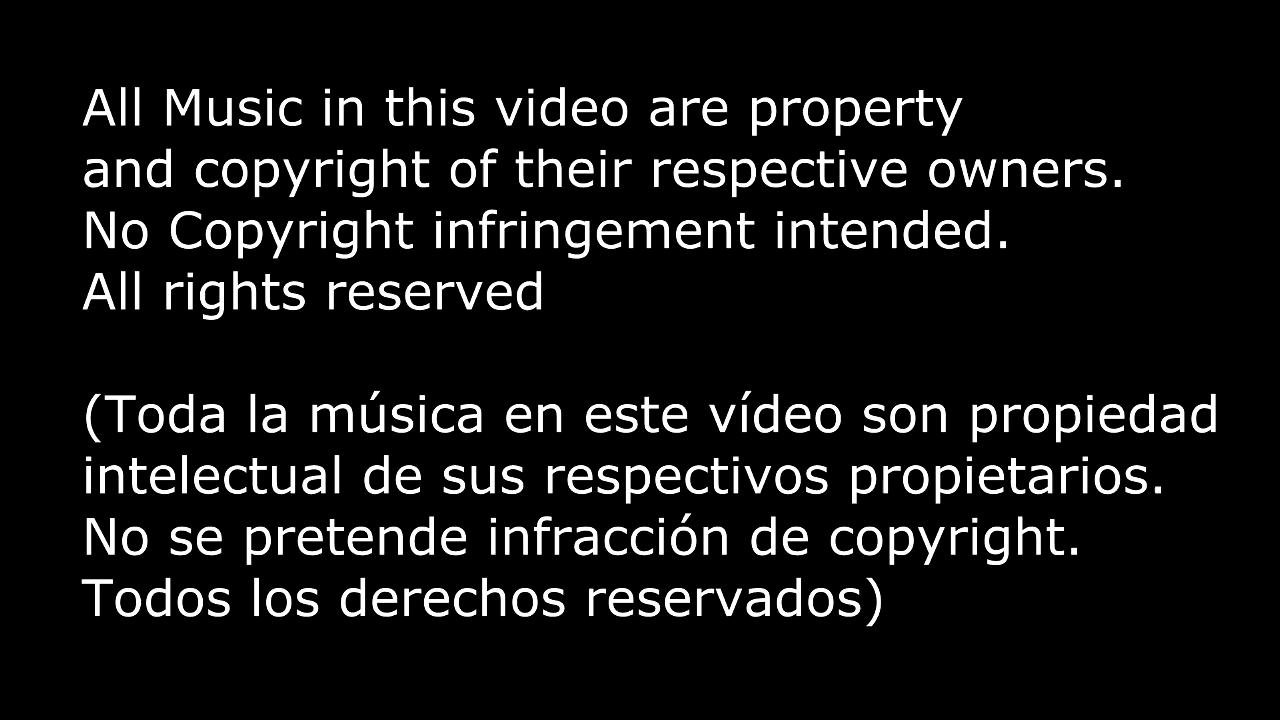 All Music in this video are property
and copyright of their respective owners.
No Copyright infringement intended.
All rights reserved
(Toda la música en este vídeo son propiedad
intelectual de sus respectivos propietarios.
No se pretende infracción de copyright.
Todos los derechos reservados)